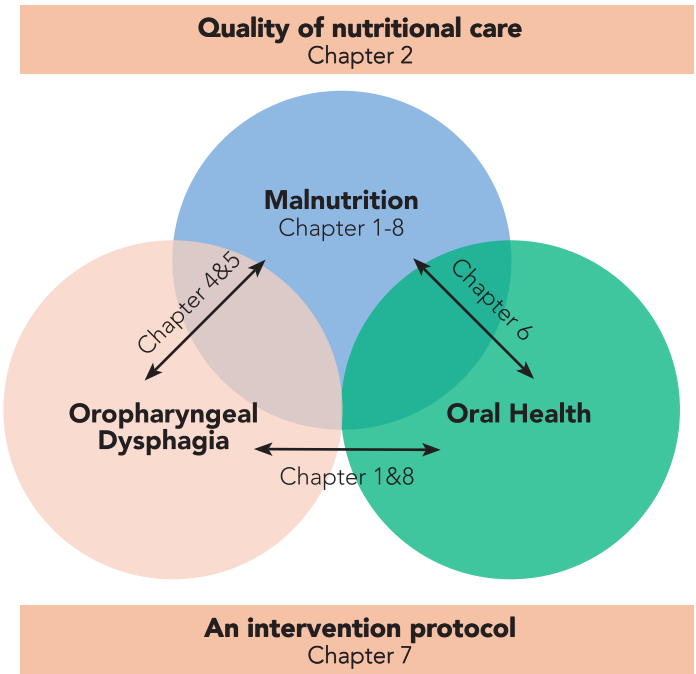 Quality of nutritional care
Chapter 2
Malnutrition
Chapter 1-8
Chapter 4&5
Chapter 6
Oropharyngeal
Dysphagia
Oral Health
Chapter 1&8
An intervention protocol
Chapter 7